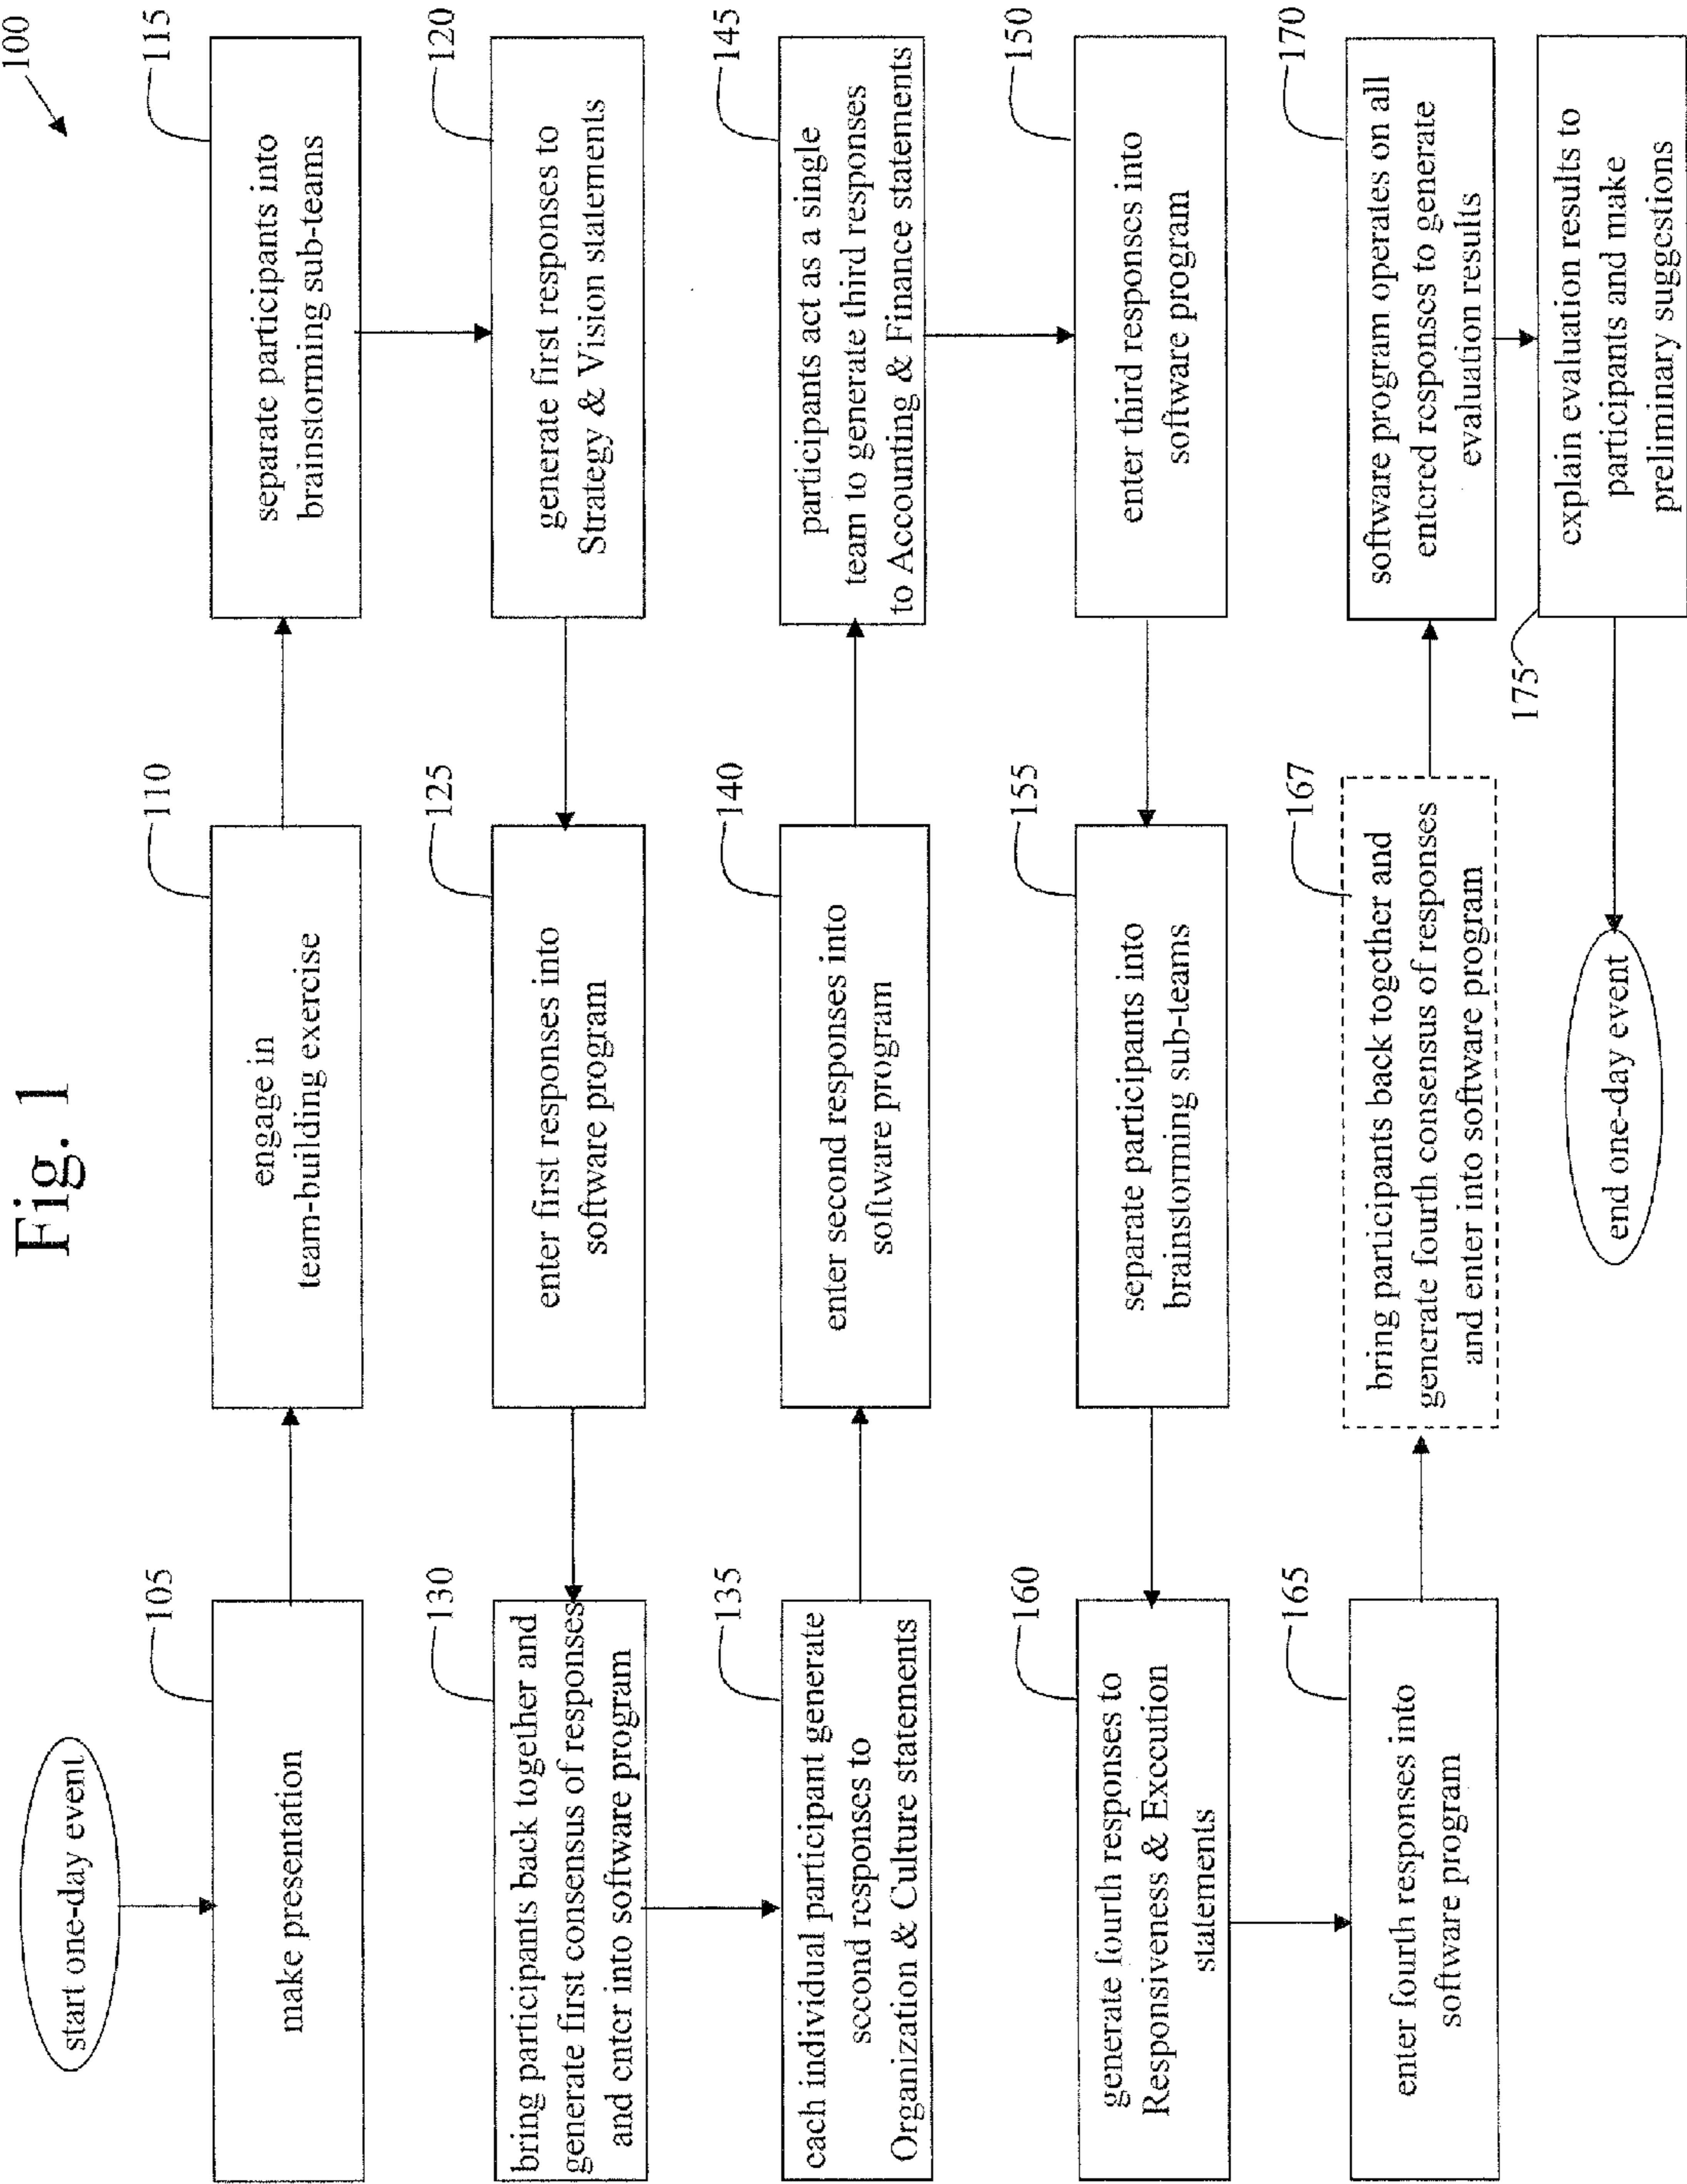 Fig. 1
100
start one-day event
105
make presentation
110
engage in
team-building exercise
115
separate participants into
brainstorming sub-teams
120
generate first responses to
Strategy & Vision statements
125
enter first responses into
software program
130
bring participants back together and
generate first consensus of responses
and enter into software program
135
each individual participant generate
second responses to
Organization & Culture statements
140
enter second responses into
software program
145
participants act as a single
team to generate third responses
to Accounting & Finance statements
150
enter third responses into
software program
155
separate participants into
brainstorming sub-teams
160
generate fourth responses to
Responsiveness & Execution
statements
165
enter fourth responses into
software program
167
bring participants back together and
generate fourth consensus of responses
and enter into software program
170
software program operates on all
entered responses to generate
evaluation results
175
explain evaluation results to
participants and make
preliminary suggestions
end one-day event